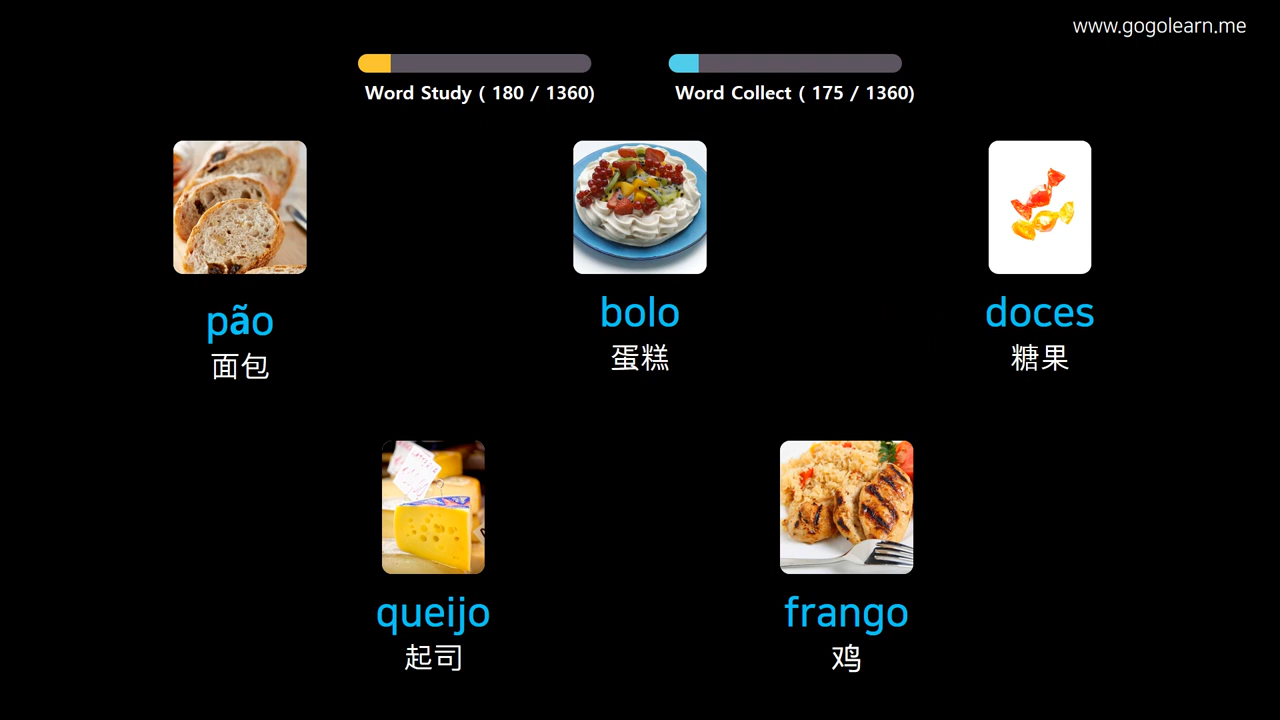 www.gogolearn.me
Word Study ( 180 / 1360)
Word Collect ( 175 / 1360)
pão
面包
bolo
蛋糕
doces
糖果
queijo
起司
frango
鸡